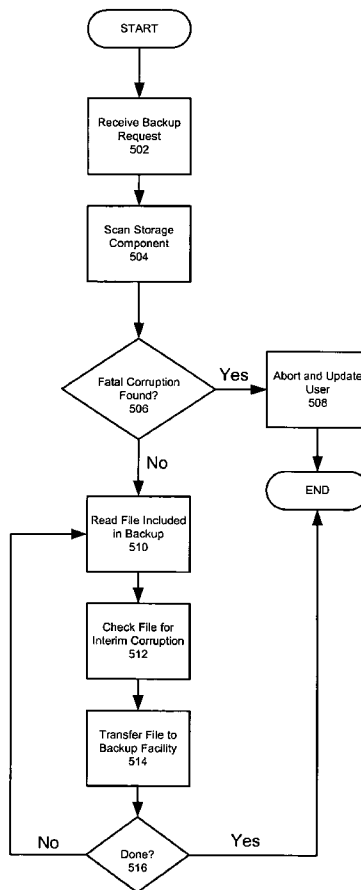 START
Receive Backup
Request
502
Scan Storage
Component
504
Fatal Corruption
Found?
506
Yes
Abort and Update
User
508
No
END
Read File Included
in Backup
510
Check File for
Interim Corruption
512
Transfer File to
Backup Facility
514
No
Done?
516
Yes